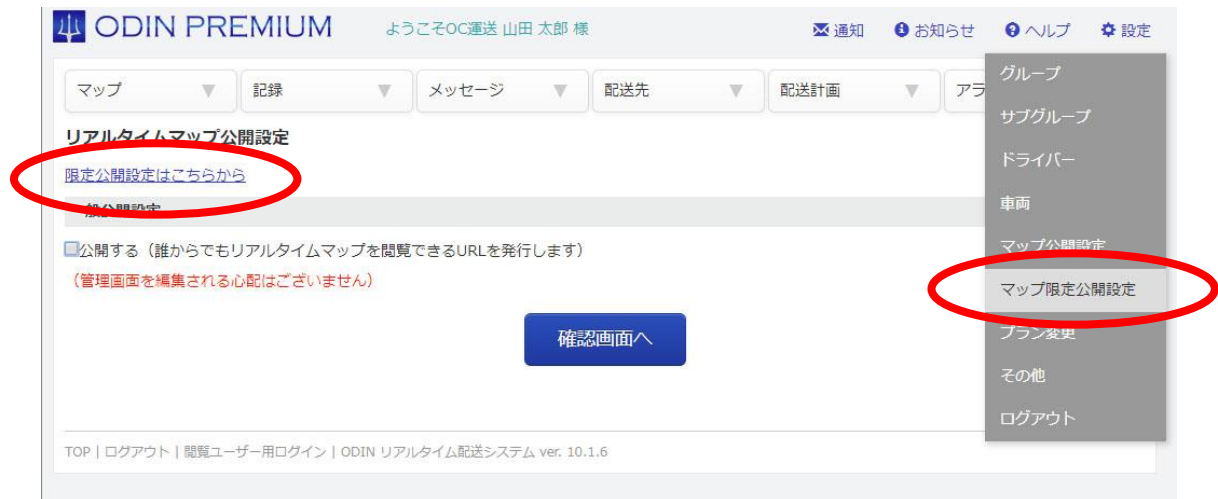 ODIN PREMIUM
ようこそOC運送 山田 太郎 様
通知
お知らせ
ヘルプ
設定
マップ ▼
記録 ▼
メッセージ ▼
配送先 ▼
配送計画 ▼
アラ
リアルタイムマップ公開設定
限定公開設定はこちらから
一般公開設定
公開する（誰からでもリアルタイムマップを閲覧できるURLを発行します）
（管理画面を編集される心配はございません）
確認画面へ
グループ
サブグループ
ドライバー
車両
マップ公開設定
マップ限定公開設定
プラン変更
その他
ログアウト
TOP | ログアウト | 閲覧ユーザー用ログイン | ODIN リアルタイム配送システム ver. 10.1.6